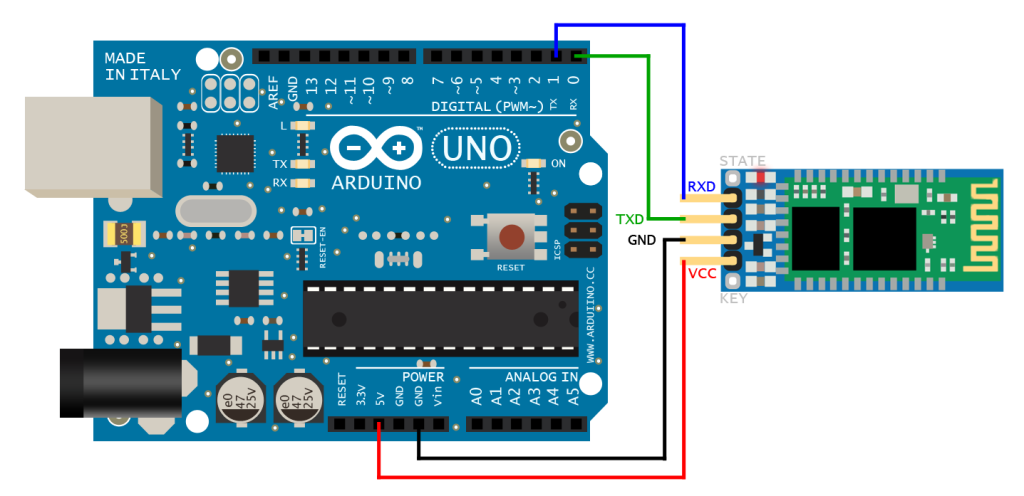 MADE
IN ITALY
AREF
GND
13
12
~11
~10
~9
8
7
~6
~5
4
~3
2
1
0
DIGITAL (PWM~)
TX
RX
L
TX
RX
ARDUINO
™
UNO
ON
RESET-EN
RESET
ICSP
500J
WWW.ARDUIINO.CC
POWER
ANALOG IN
RESET
3.3V
5V
GND
GND
Vin
A0
A1
A2
A3
A4
A5
e0
47
25V
e0
47
25V
STATE
RXD
TXD
GND
VCC
KEY